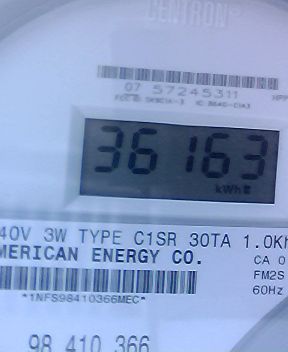 CENTRON®
07 57245311
36163
kWh
40V 3W TYPE C1SR 30TA 1.0Kh
MERICAN ENERGY CO.
CA 0
FM2S
60Hz
*1NFS98410366MEC*
98 410 366